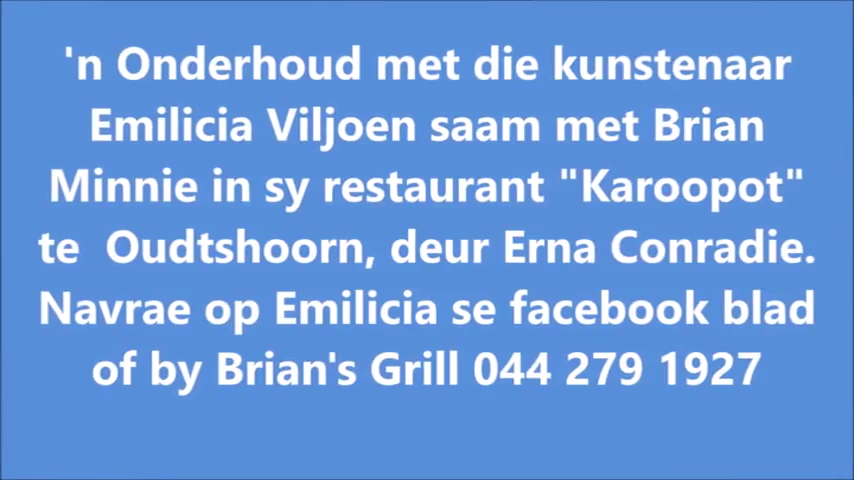 'n Onderhoud met die kunstenaar
Emilicia Viljoen saam met Brian
Minnie in sy restaurant "Karoopot"
te  Oudtshoorn, deur Erna Conradie.
Navrae op Emilicia se facebook blad
of by Brian's Grill 044 279 1927